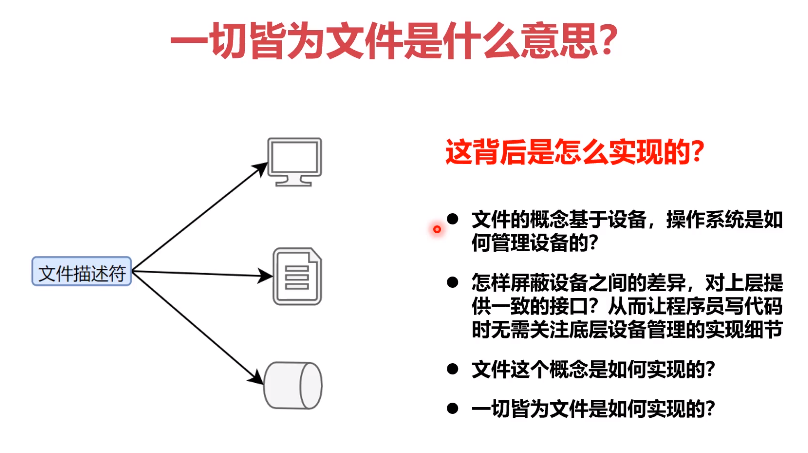 一切皆为文件是什么意思？
文件描述符
这背后是怎么实现的？
● 文件的概念基于设备，操作系统是如
何管理设备的？
● 怎样屏蔽设备之间的差异，对上层提
供一致的接口？从而让程序员写代码
时无需关注底层设备管理的实现细节
● 文件这个概念是如何实现的？
● 一切皆为文件是如何实现的？